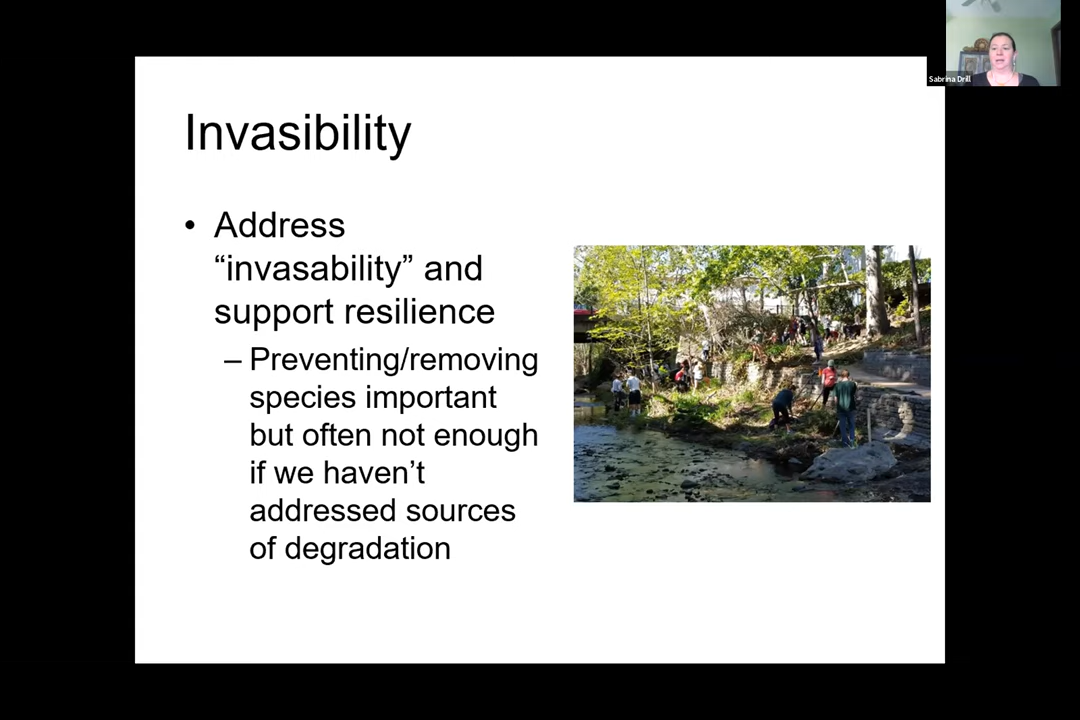 Sabrina Drill
Invasibility
• Address
“invasability” and
support resilience
– Preventing/removing
species important
but often not enough
if we haven’t
addressed sources
of degradation